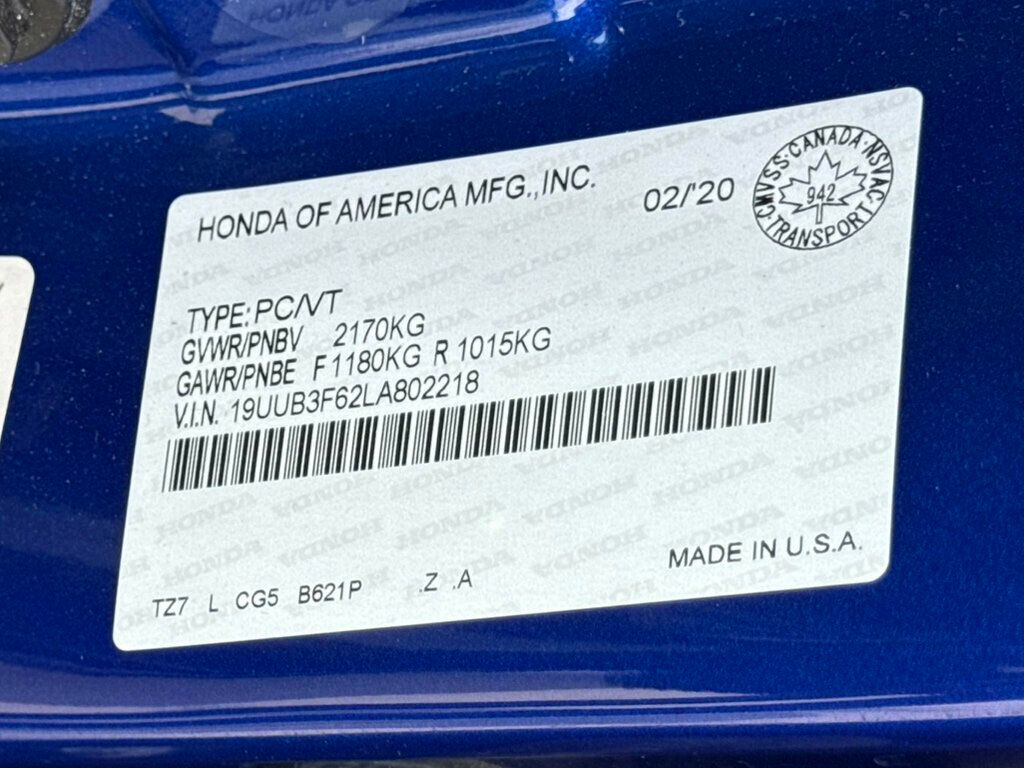 HONDA OF AMERICA MFG.,INC.
02/'20
CMVSS·CANADA·NSVAC·TRANSPORT·
942
TYPE: PC/VT
GVWR/PNBV 2170KG
GAWR/PNBE F1180KG R1015KG
V.I.N. 19UUB3F62LA802218
MADE IN U.S.A.
TZ7 L CG5 B621P .Z .A